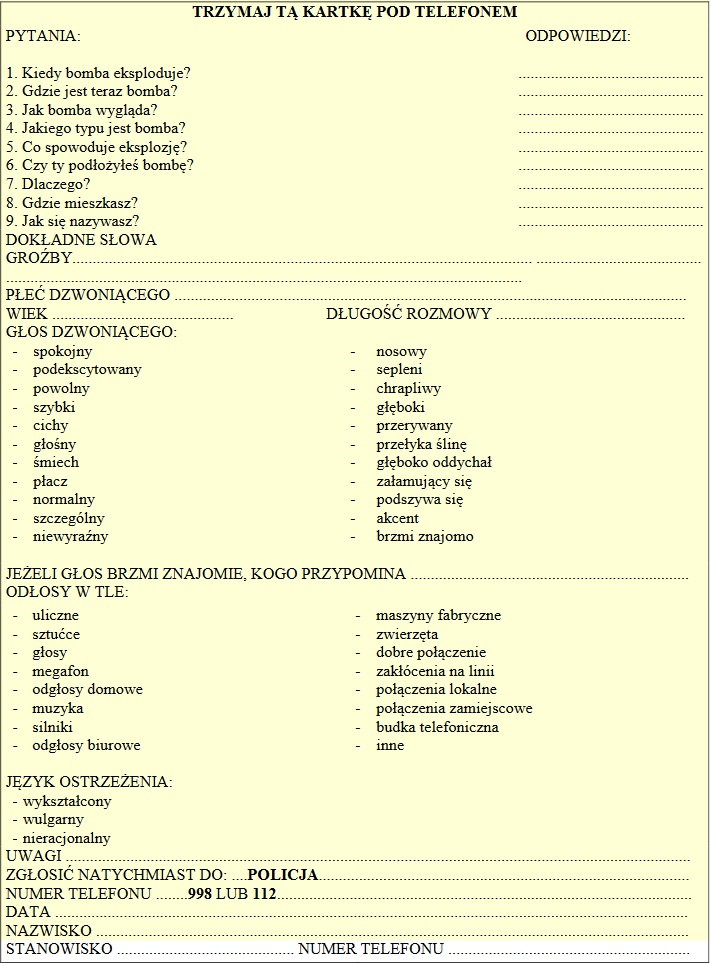 TRZYMAJ TĄ KARTKĘ POD TELEFONEM
PYTANIA: ODPOWIEDZI:
1. Kiedy bomba eksploduje? ................................................
2. Gdzie jest teraz bomba? ................................................
3. Jak bomba wygląda? ................................................
4. Jakiego typu jest bomba? ................................................
5. Co spowoduje eksplozję? ................................................
6. Czy ty podłożyłeś bombę? ................................................
7. Dlaczego? ................................................
8. Gdzie mieszkasz? ................................................
9. Jak się nazywasz? ................................................
DOKŁADNE SŁOWA
GROŹBY........................................................................ ................................................
................................................................................
PŁEĆ DZWONIĄCEGO ................................................................................
WIEK ................................................ DŁUGOŚĆ ROZMOWY ................................................
GŁOS DZWONIĄCEGO:
- spokojny - nosowy
- podekscytowany - sepleni
- powolny - chrapliwy
- szybki - głęboki
- cichy - przerywany
- głośny - przełyka ślinę
- śmiech - głęboko oddychał
- płacz - załamujący się
- normalny - podszywa się
- szczególny - akcent
- niewyraźny - brzmi znajomo
JEŻELI GŁOS BRZMI ZNAJOMIE, KOGO PRZYPOMINA ................................................
ODŁOSY W TLE:
- uliczne - maszyny fabryczne
- sztućce - zwierzęta
- głosy - dobre połączenie
- megafon - zakłócenia na linii
- odgłosy domowe - połączenia lokalne
- muzyka - połączenia zamiejscowe
- silniki - budka telefoniczna
- odgłosy biurowe - inne
JĘZYK OSTRZEŻENIA:
- wykształcony
- wulgarny
- nieracjonalny
UWAGI ................................................................................
ZGŁOSIĆ NATYCHMIAST DO: ....POLICJA................................................
NUMER TELEFONU ........998 LUB 112................................................
DATA ................................................................................
NAZWISKO ................................................................................
STANOWISKO ................................................ NUMER TELEFONU ................................................